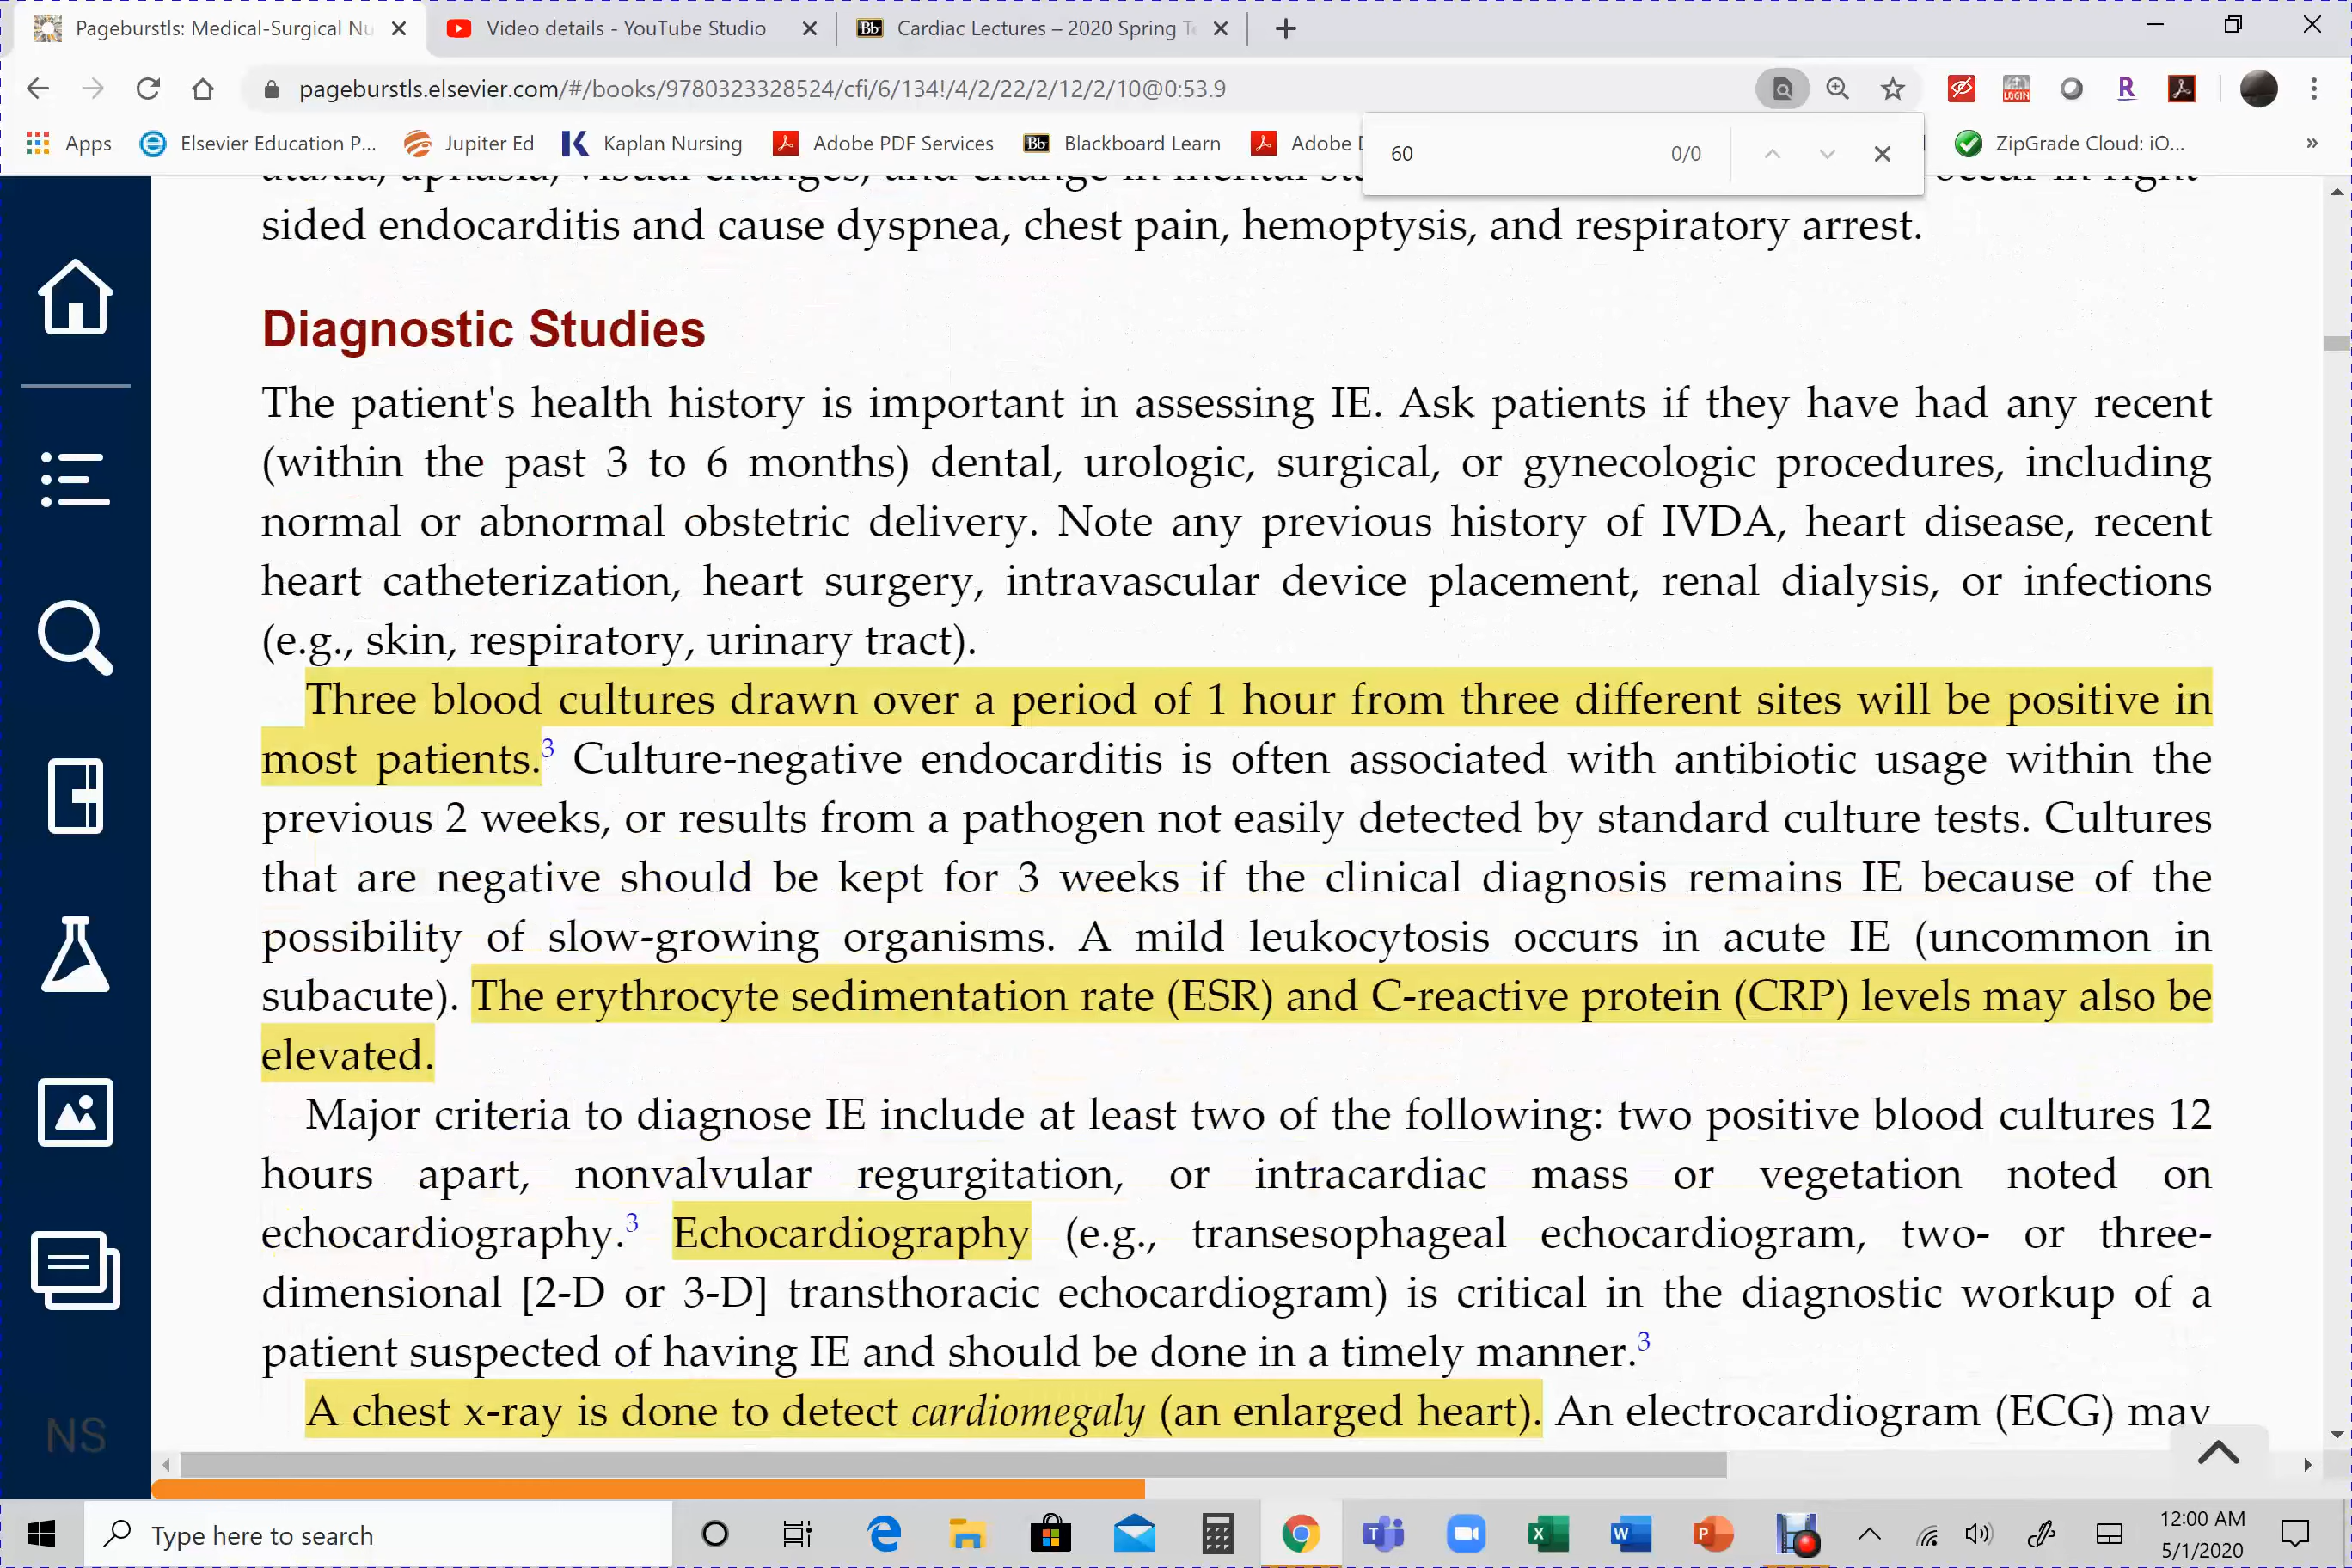 Pageburstls: Medical-Surgical Nu
Video details - YouTube Studio
Bb Cardiac Lectures – 2020 Spring Te
pageburstls.elsevier.com/#/books/9780323328524/cfi/6/134!/4/2/22/2/12/2/10@0:53.9
LOGIN
R
Apps
Elsevier Education P...
Jupiter Ed
Kaplan Nursing
Adobe PDF Services
Bb Blackboard Learn
Adobe
60
0/0
ZipGrade Cloud: iO...
»
ataxia, aphasia, visual changes, and change in mental
occur in right-
sided endocarditis and cause dyspnea, chest pain, hemoptysis, and respiratory arrest.
Diagnostic Studies
The patient's health history is important in assessing IE. Ask patients if they have had any recent
(within the past 3 to 6 months) dental, urologic, surgical, or gynecologic procedures, including
normal or abnormal obstetric delivery. Note any previous history of IVDA, heart disease, recent
heart catheterization, heart surgery, intravascular device placement, renal dialysis, or infections
(e.g., skin, respiratory, urinary tract).
Three blood cultures drawn over a period of 1 hour from three different sites will be positive in
most patients.3 Culture-negative endocarditis is often associated with antibiotic usage within the
previous 2 weeks, or results from a pathogen not easily detected by standard culture tests. Cultures
that are negative should be kept for 3 weeks if the clinical diagnosis remains IE because of the
possibility of slow-growing organisms. A mild leukocytosis occurs in acute IE (uncommon in
subacute). The erythrocyte sedimentation rate (ESR) and C-reactive protein (CRP) levels may also be
elevated.
Major criteria to diagnose IE include at least two of the following: two positive blood cultures 12
hours apart, nonvalvular regurgitation, or intracardiac mass or vegetation noted on
echocardiography.3 Echocardiography (e.g., transesophageal echocardiogram, two- or three-
dimensional [2-D or 3-D] transthoracic echocardiogram) is critical in the diagnostic workup of a
patient suspected of having IE and should be done in a timely manner.3
A chest x-ray is done to detect cardiomegaly (an enlarged heart). An electrocardiogram (ECG) may
NS
Type here to search
12:00 AM
5/1/2020